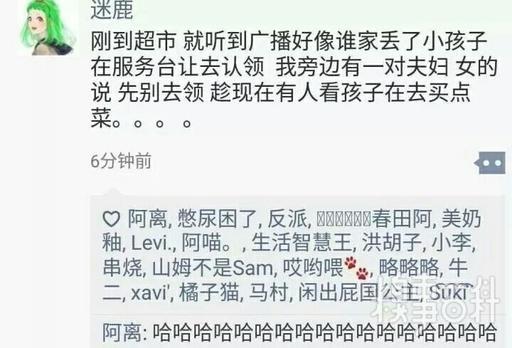 迷鹿
刚到超市 就听到广播好像谁家丢了小孩子
在服务台让去认领 我旁边有一对夫妇 女的
说 先别去领 趁现在有人看孩子在去买点
菜。。。。
6分钟前
阿离, 憋尿困了, 反派, 春田阿, 美奶
釉, Levi., 阿喵。, 生活智慧王, 洪胡子, 小李,
串烧, 山姆不是Sam, 哎哟喂🐾, 略略略, 牛
二, xavi', 橘子猫, 马村, 闲出屁国公主, Suki
阿离: 哈哈哈哈哈哈哈哈哈哈哈哈哈哈哈哈哈